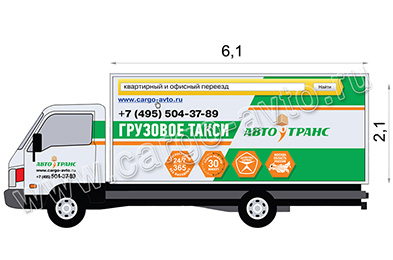 6,1
квартирный и офисный переезд
Найти
www.cargo-avto.ru
+7 (495) 504-37-89
ГРУЗОВОЕ ТАКСИ
АВТО ТРАНС
24/7
365
30
2,1
АВТО ТРАНС
www.cargo-avto.ru
+7 (495) 504-37-89
www.cargo-avto.ru